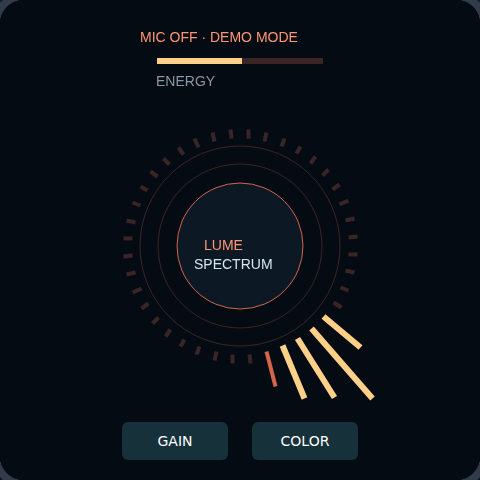 MIC OFF · DEMO MODE
ENERGY
LUME
SPECTRUM
GAIN
COLOR